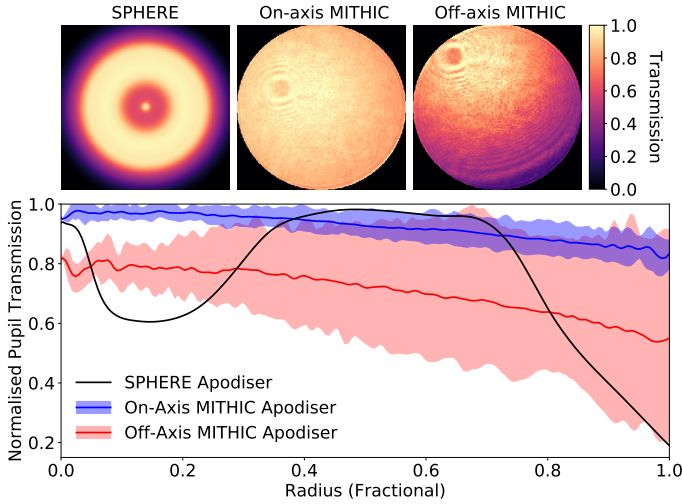 SPHERE
On-axis MITHIC
Off-axis MITHIC
1.0
0.8
0.6
0.4
0.2
0.0
Transmission
Normalised Pupil Transmission
1.0
0.8
0.6
0.4
0.2
SPHERE Apodiser
On-Axis MITHIC Apodiser
Off-Axis MITHIC Apodiser
0.0
0.2
0.4
0.6
0.8
1.0
Radius (Fractional)